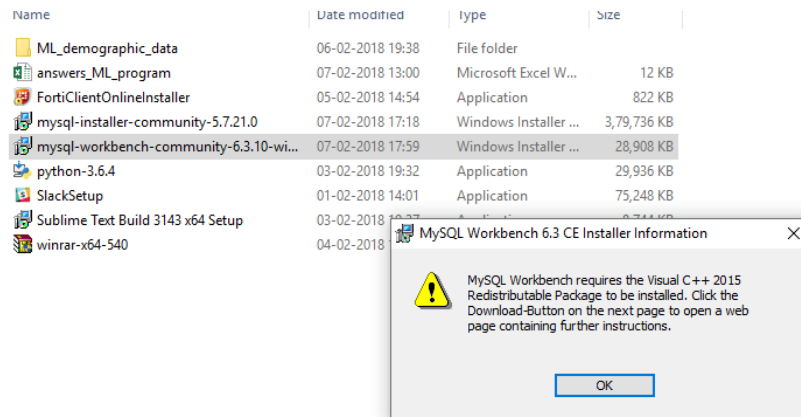 Name Date modified Type Size
ML_demographic_data 06-02-2018 19:38 File folder
answers_ML_program 07-02-2018 13:00 Microsoft Excel W... 12 KB
FortiClientOnlineInstaller 05-02-2018 14:54 Application 822 KB
mysql-installer-community-5.7.21.0 07-02-2018 17:18 Windows Installer ... 3,79,736 KB
mysql-workbench-community-6.3.10-wi... 07-02-2018 17:59 Windows Installer ... 28,908 KB
python-3.6.4 03-02-2018 19:32 Application 29,936 KB
SlackSetup 01-02-2018 14:01 Application 75,248 KB
Sublime Text Build 3143 x64 Setup 03-02-2018
winrar-x64-540 04-02-2018
MySQL Workbench 6.3 CE Installer Information
MySQL Workbench requires the Visual C++ 2015
Redistributable Package to be installed. Click the
Download-Button on the next page to open a web
page containing further instructions.
OK